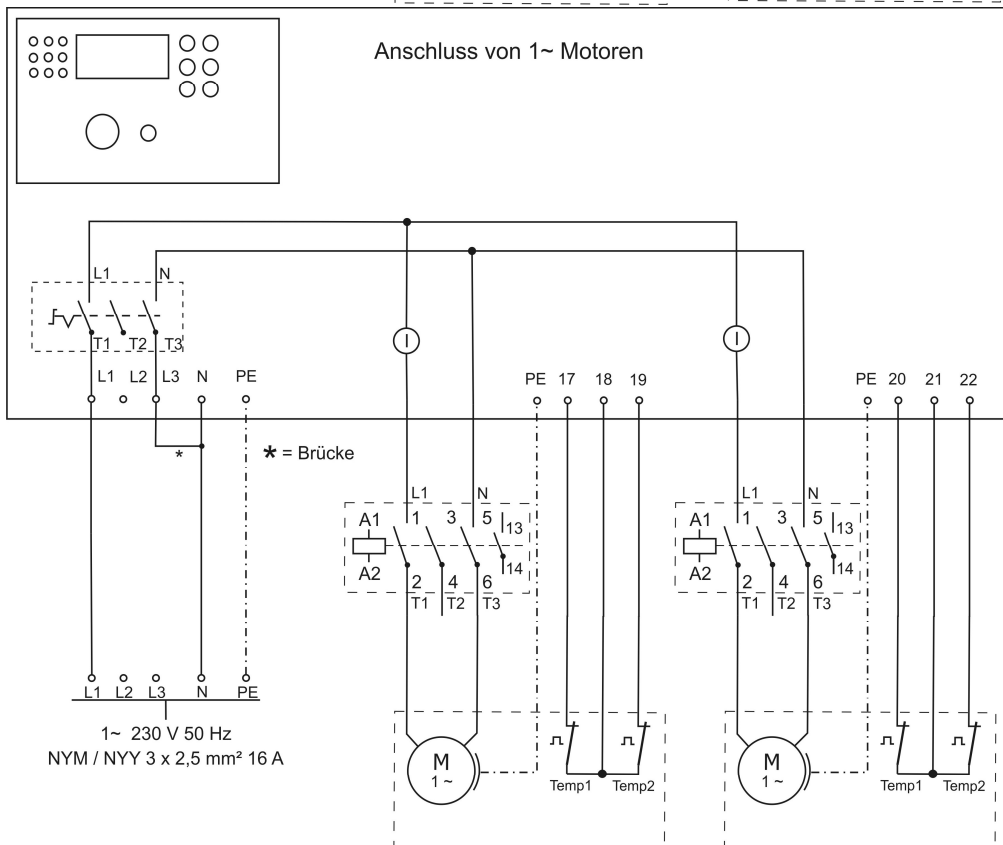 Anschluss von 1~ Motoren
L1 N
T1 T2 T3
L1 L2 L3 N PE
PE 17 18 19
PE 20 21 22
*
* = Brücke
L1 N
A1 1 3 5 13
A2 2 4 6 14
T1 T2 T3
L1 N
A1 1 3 5 13
A2 2 4 6 14
T1 T2 T3
I
I
L1 L2 L3 N PE
1~ 230 V 50 Hz
NYM / NYY 3 x 2,5 mm² 16 A
M
1 ~
Temp1 Temp2
M
1 ~
Temp1 Temp2